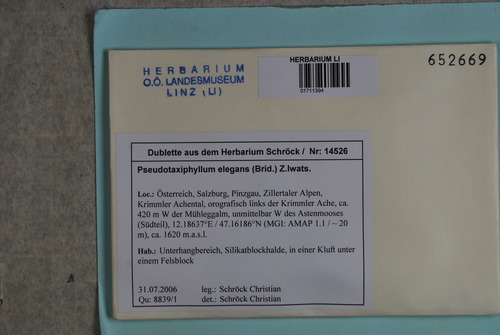 HERBARIUM
O.Ö. LANDESMUSEUM
LINZ (LI)
HERBARIUM LI
01711394
652669
Dublette aus dem Herbarium Schröck / Nr: 14526
Pseudotaxiphyllum elegans (Brid.) Z.Iwats.
Loc.: Österreich, Salzburg, Pinzgau, Zillertaler Alpen,
Krimmler Achental, orografisch links der Krimmler Ache, ca.
420 m W der Mühleggalm, unmittelbar W des Astenmooses
(Südteil), 12.18637°E / 47.16186°N (MGI: AMAP 1.1 / ~ 20
m), ca. 1620 m.a.s.l.
Hab.: Unterhangbereich, Silikatblockhalde, in einer Kluft unter
einem Felsblock
31.07.2006 leg.: Schröck Christian
Qu: 8839/1 det.: Schröck Christian